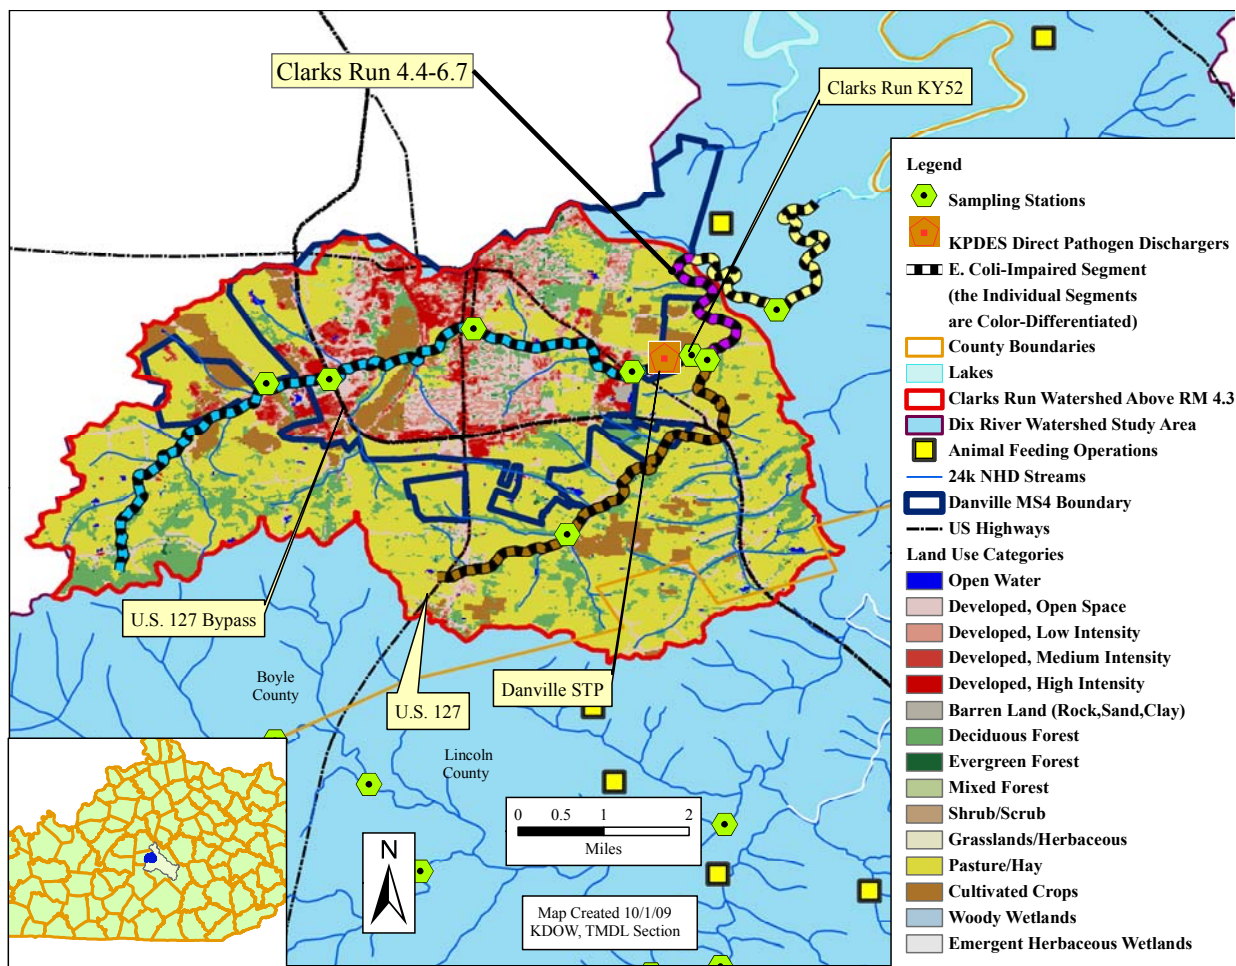 Clarks Run 4.4-6.7
Clarks Run KY52
U.S. 127 Bypass
Boyle
County
U.S. 127
Danville STP
Lincoln
County
0 0.5 1 2
Miles
N
Map Created 10/1/09
KDOW, TMDL Section
Legend
Sampling Stations
KPDES Direct Pathogen Dischargers
E. Coli-Impaired Segment
(the Individual Segments
are Color-Differentiated)
County Boundaries
Lakes
Clarks Run Watershed Above RM 4.3
Dix River Watershed Study Area
Animal Feeding Operations
24k NHD Streams
Danville MS4 Boundary
US Highways
Land Use Categories
Open Water
Developed, Open Space
Developed, Low Intensity
Developed, Medium Intensity
Developed, High Intensity
Barren Land (Rock,Sand,Clay)
Deciduous Forest
Evergreen Forest
Mixed Forest
Shrub/Scrub
Grasslands/Herbaceous
Pasture/Hay
Cultivated Crops
Woody Wetlands
Emergent Herbaceous Wetlands